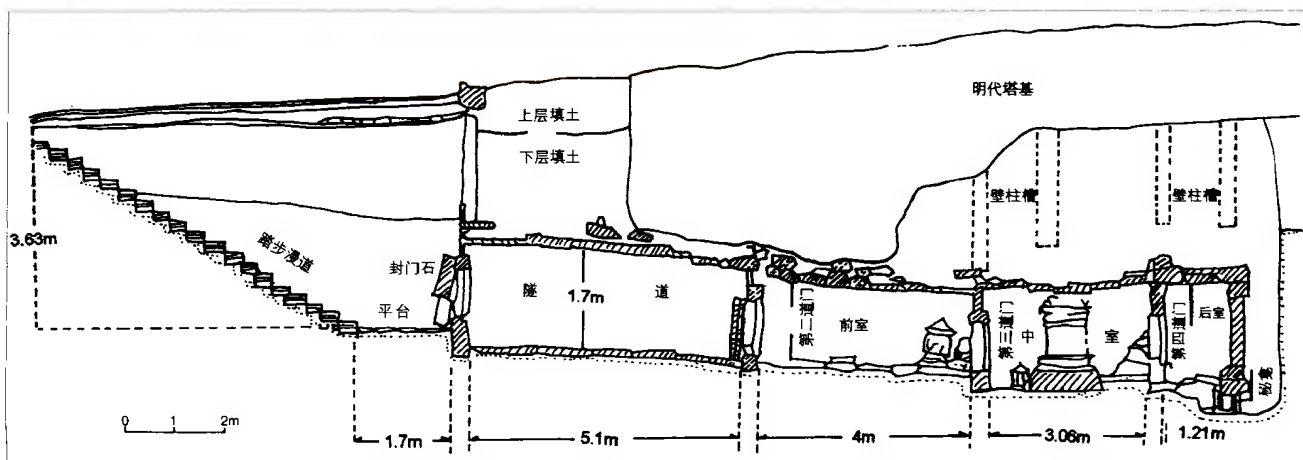 明代塔基
上层填土
下层填土
壁柱槽
壁柱槽
3.63m
踏步漫道
封门石
平台
隧道
1.7m
第二道门
前室
第三道门
中室
第四道门
后室
秘龛
0 1 2m
1.7m
5.1m
4m
3.06m
1.21m